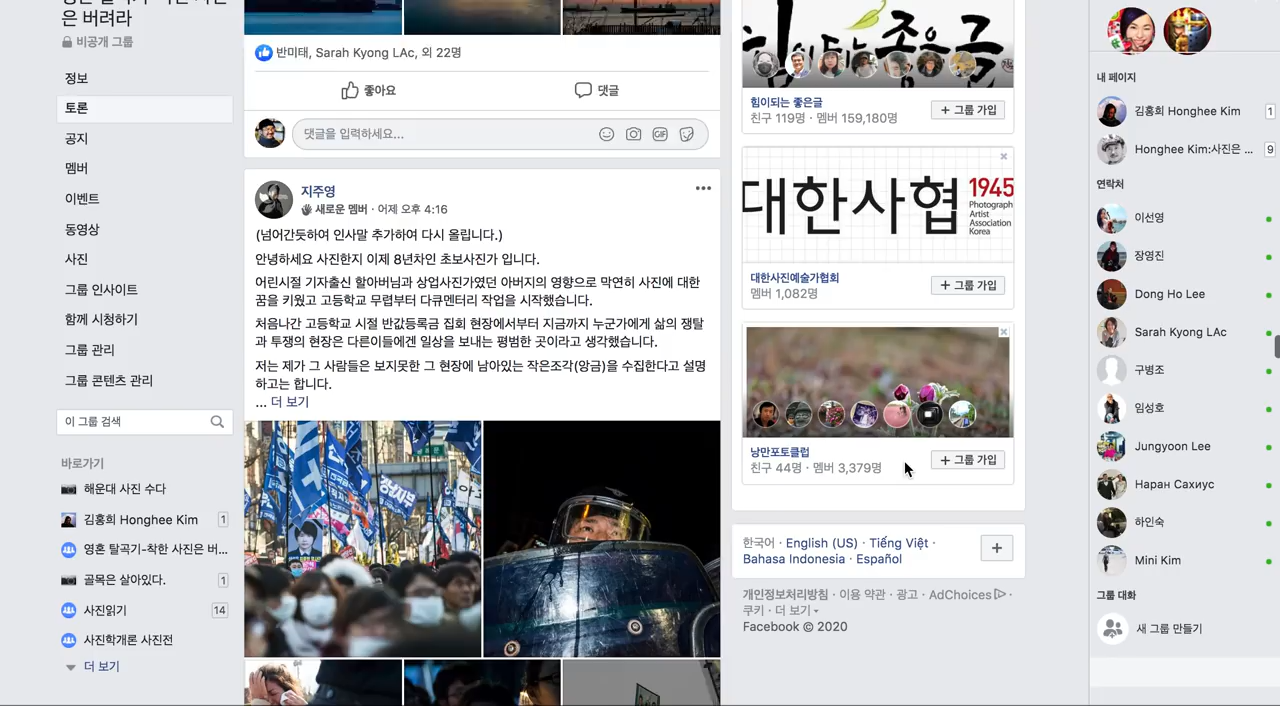 은 버려라
비공개 그룹
정보
토론
공지
멤버
이벤트
동영상
사진
그룹 인사이트
함께 시청하기
그룹 관리
그룹 콘텐츠 관리
이 그룹 검색
바로가기
해운대 사진 수다
김홍희 Honghee Kim 1
영혼 탈곡기-착한 사진은 버...
골목은 살아있다. 1
사진읽기 14
사진학개론 사진전
더 보기
반미태, Sarah Kyong LAc, 외 22명
좋아요 댓글
댓글을 입력하세요...
GIF
지주영
새로운 멤버 · 어제 오후 4:16
(넘어간듯하여 인사말 추가하여 다시 올립니다.)
안녕하세요 사진한지 이제 8년차인 초보사진가 입니다.
어린시절 기자출신 할아버님과 상업사진가였던 아버지의 영향으로 막연히 사진에 대한
꿈을 키웠고 고등학교 무렵부터 다큐멘터리 작업을 시작했습니다.
처음나간 고등학교 시절 반값등록금 집회 현장에서부터 지금까지 누군가에게 삶의 쟁탈
과 투쟁의 현장은 다른이들에겐 일상을 보내는 평범한 곳이라고 생각했습니다.
저는 제가 그 사람들은 보지못한 그 현장에 남아있는 작은조각(앙금)을 수집한다고 설명
하고는 합니다.
... 더 보기
힘이되는 좋은글
힘이되는 좋은글
친구 119명 · 멤버 159,180명
+ 그룹 가입
대한사협 1945
Photograph
Artist
Association
Korea
대한사진예술가협회
멤버 1,082명
+ 그룹 가입
낭만포토클럽
친구 44명 · 멤버 3,379명
+ 그룹 가입
한국어 · English (US) · Tiếng Việt ·
Bahasa Indonesia · Español
+
개인정보처리방침 · 이용 약관 · 광고 · AdChoices ·
쿠키 · 더 보기
Facebook © 2020
내 페이지
김홍희 Honghee Kim 1
Honghee Kim:사진은 ... 9
연락처
이선영
장영진
Dong Ho Lee
Sarah Kyong LAc
구병조
임성호
Jungyoon Lee
Наран Сахиус
하인숙
Mini Kim
그룹 대화
새 그룹 만들기